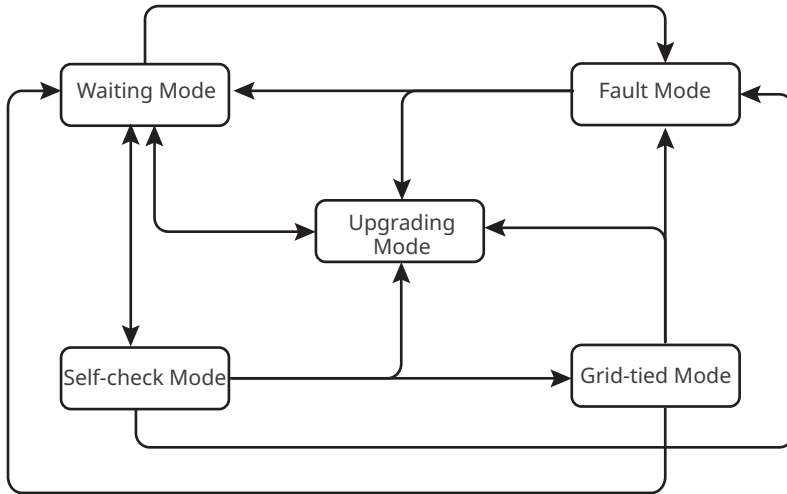 Waiting Mode
Fault Mode
Upgrading
Mode
Self-check Mode
Grid-tied Mode